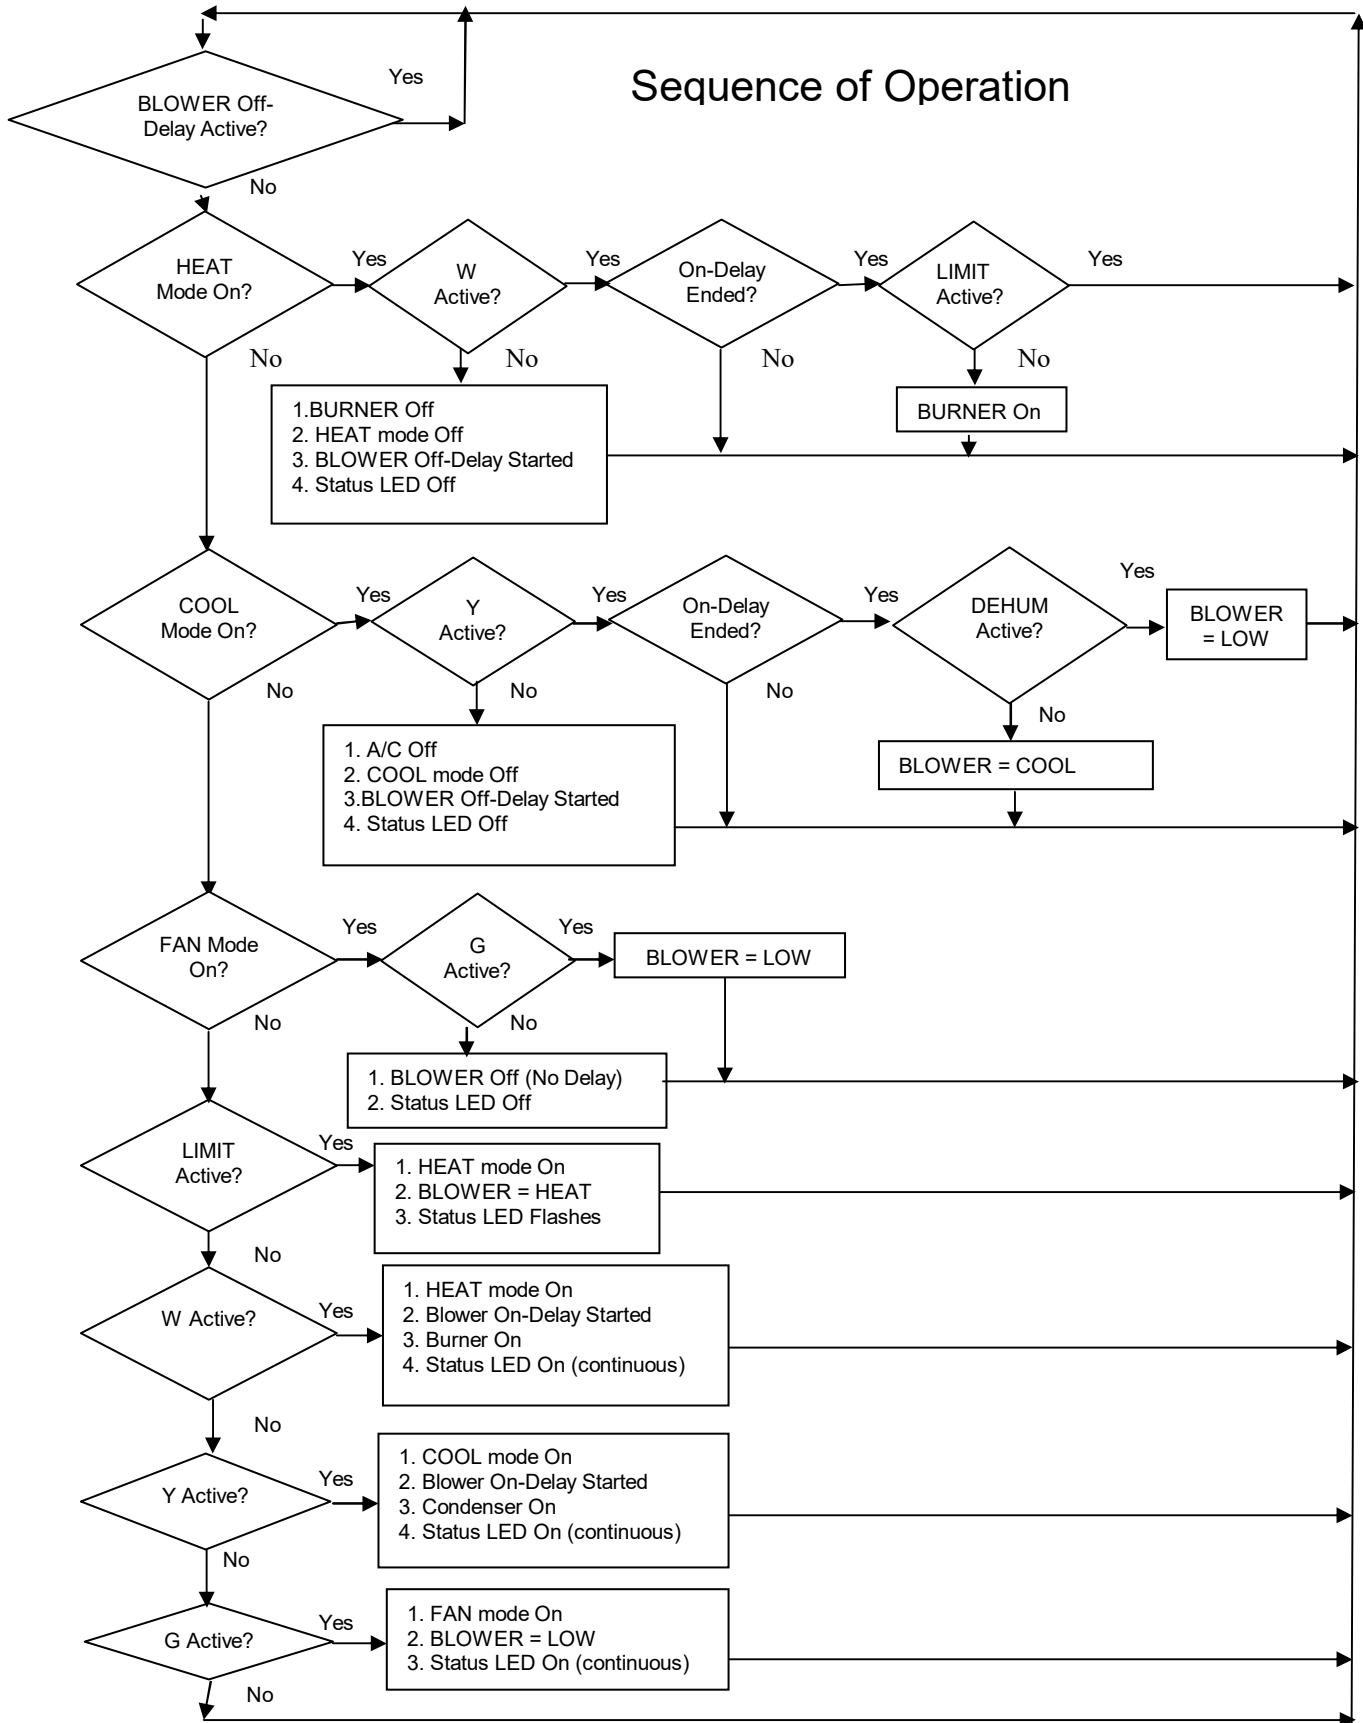 Sequence of Operation
BLOWER Off-
Delay Active?
Yes
No
HEAT
Mode On?
Yes
W
Active?
Yes
On-Delay
Ended?
Yes
LIMIT
Active?
Yes
No
No
No
No
1.BURNER Off
2. HEAT mode Off
3. BLOWER Off-Delay Started
4. Status LED Off
BURNER On
COOL
Mode On?
Yes
Y
Active?
Yes
On-Delay
Ended?
Yes
DEHUM
Active?
Yes
BLOWER
= LOW
No
No
No
No
1. A/C Off
2. COOL mode Off
3.BLOWER Off-Delay Started
4. Status LED Off
BLOWER = COOL
FAN Mode
On?
Yes
G
Active?
Yes
BLOWER = LOW
No
No
1. BLOWER Off (No Delay)
2. Status LED Off
LIMIT
Active?
Yes
1. HEAT mode On
2. BLOWER = HEAT
3. Status LED Flashes
No
W Active?
Yes
1. HEAT mode On
2. Blower On-Delay Started
3. Burner On
4. Status LED On (continuous)
No
Y Active?
Yes
1. COOL mode On
2. Blower On-Delay Started
3. Condenser On
4. Status LED On (continuous)
No
G Active?
Yes
1. FAN mode On
2. BLOWER = LOW
3. Status LED On (continuous)
No